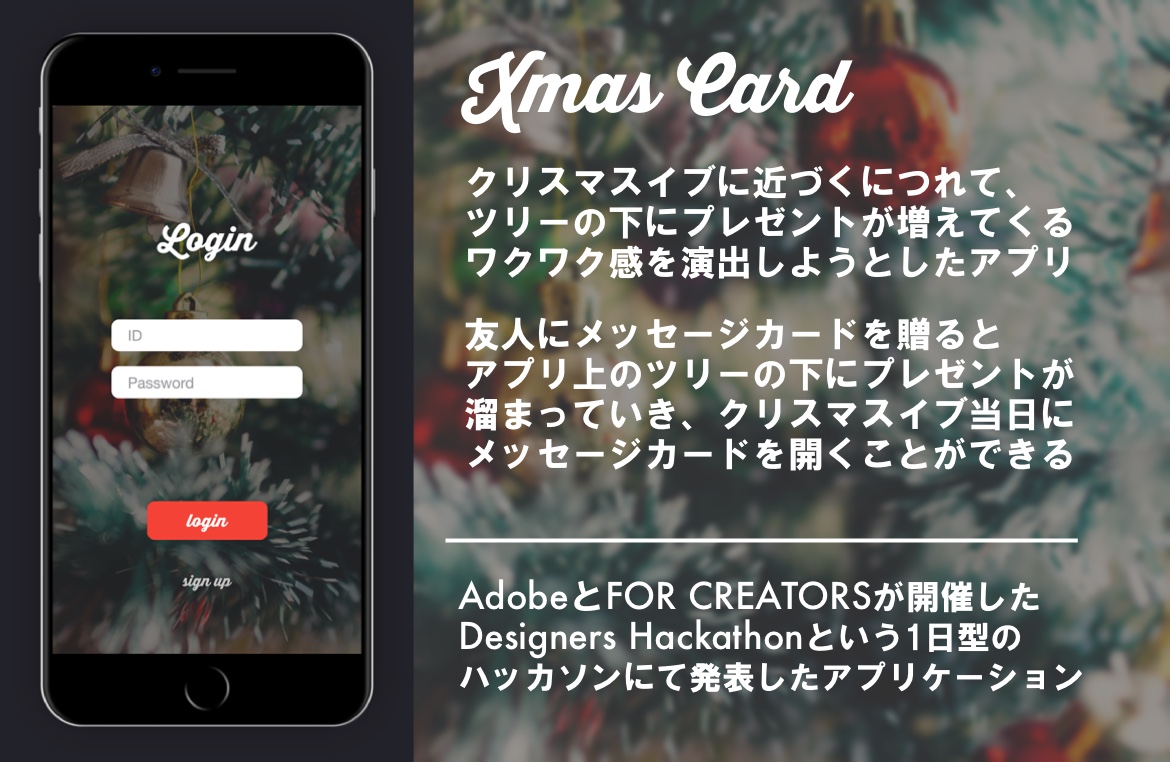 Login
ID
Password
login
sign up
Xmas Card
クリスマスイブに近づくにつれて、
ツリーの下にプレゼントが増えてくる
ワクワク感を演出しようとしたアプリ
友人にメッセージカードを贈ると
アプリ上のツリーの下にプレゼントが
溜まっていき、クリスマスイブ当日に
メッセージカードを開くことができる
AdobeとFOR CREATORSが開催した
Designers Hackathonという1日型の
ハッカソンにて発表したアプリケーション